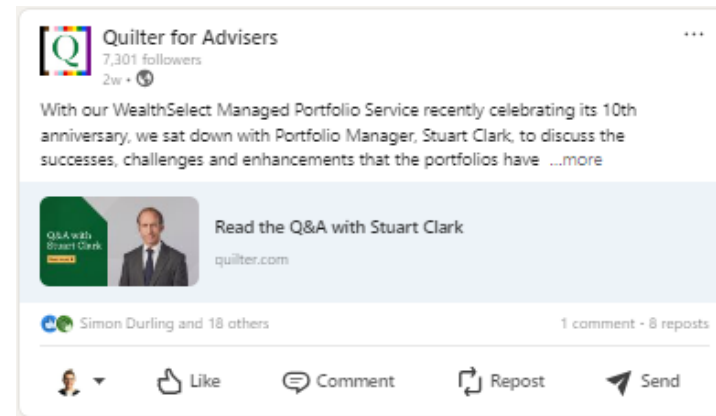 Q
Quilter for Advisers
...
7,301 followers
2w •
With our WealthSelect Managed Portfolio Service recently celebrating its 10th
anniversary, we sat down with Portfolio Manager, Stuart Clark, to discuss the
successes, challenges and enhancements that the portfolios have ...more
Q&A with
Stuart Clark
Read the Q&A with Stuart Clark
quilter.com
Simon Durling and 18 others
1 comment - 8 reposts
Like
Comment
Repost
Send